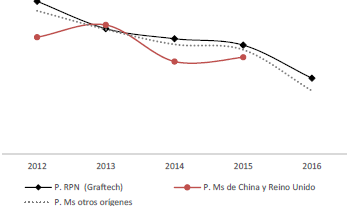 2012 2013 2014 2015 2016
P. RPN (Graftech) P. Ms de China y Reino Unido
P. Ms otros orígenes